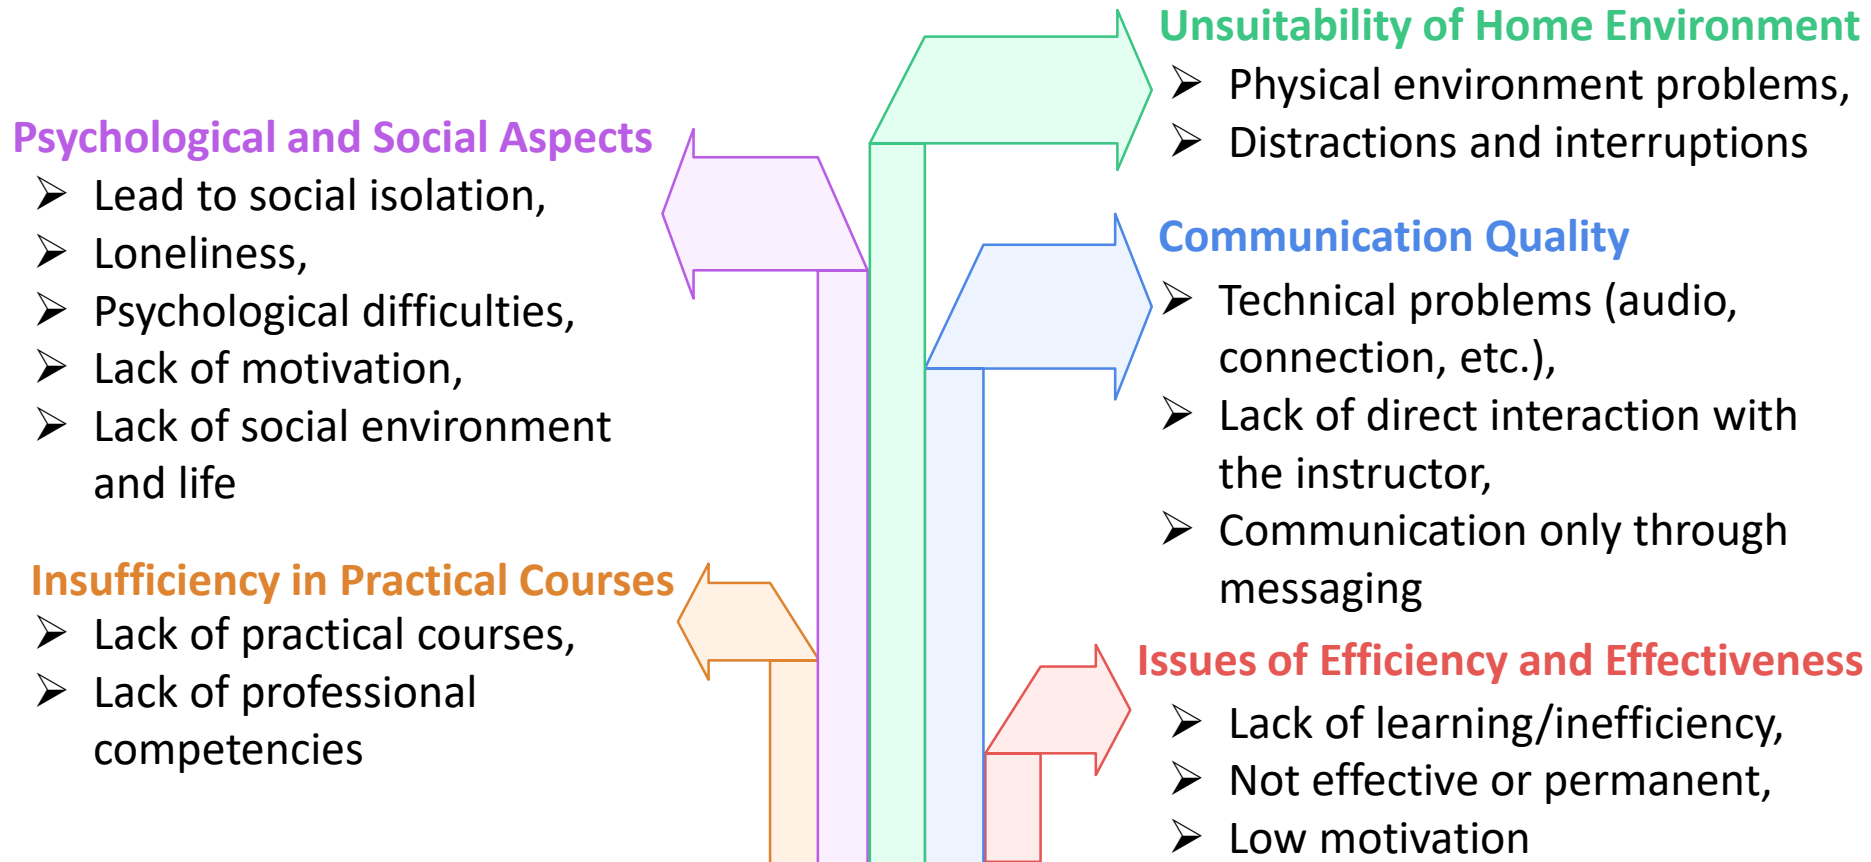 Psychological and Social Aspects
➢ Lead to social isolation,
➢ Loneliness,
➢ Psychological difficulties,
➢ Lack of motivation,
➢ Lack of social environment
and life
Insufficiency in Practical Courses
➢ Lack of practical courses,
➢ Lack of professional
competencies
Unsuitability of Home Environment
➢ Physical environment problems,
➢ Distractions and interruptions
Communication Quality
➢ Technical problems (audio,
connection, etc.),
➢ Lack of direct interaction with
the instructor,
➢ Communication only through
messaging
Issues of Efficiency and Effectiveness
➢ Lack of learning/inefficiency,
➢ Not effective or permanent,
➢ Low motivation